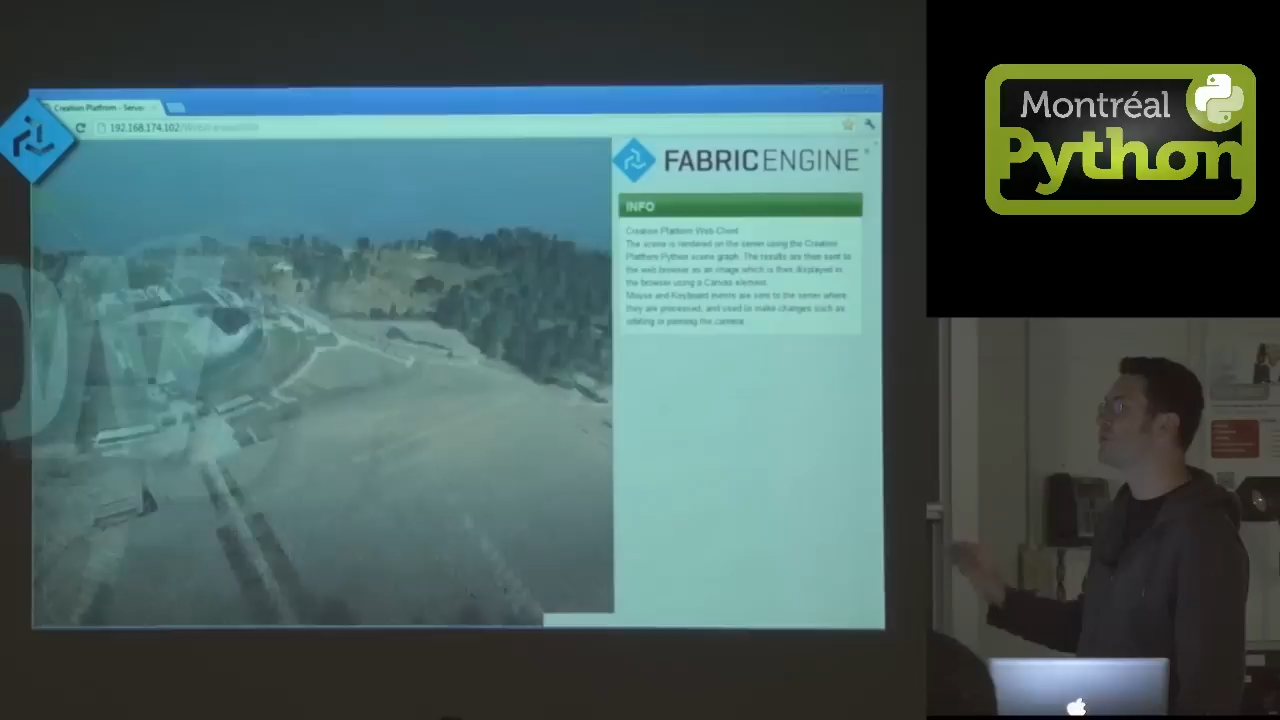 Creation Platfrom - Server
192.168.174.102/
FABRIC ENGINE
INFO
Creation Platform Web Client
The scene is rendered on the server using the Creation
Platform Python scene graph. The results are then sent to
the web browser as an image which is then displayed in
the browser using a Canvas element.
Mouse and Keyboard events are sent to the server where
they are processed, and used to make changes such as
orbiting or panning the camera
Montréal
Python